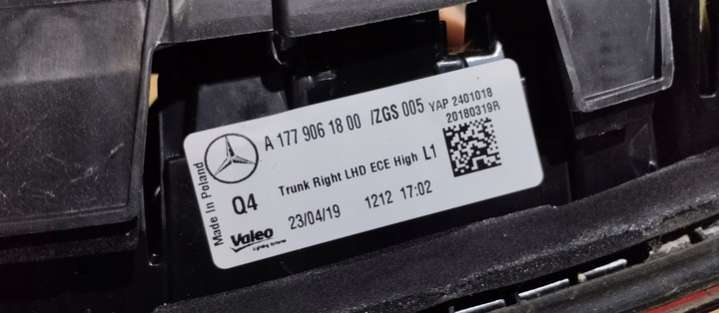 Made in Poland
A 177 906 18 00 /ZGS 005
YAP 2401018
20180319R
Q4
Trunk Right LHD ECE High L1
23/04/19 1212 17:02
Valeo